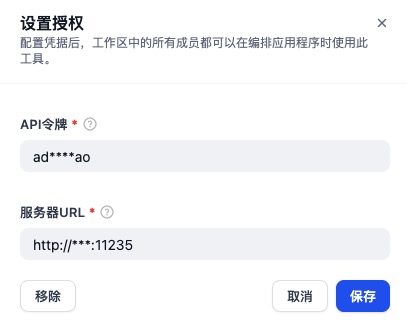 设置授权
配置凭据后，工作区中的所有成员都可以在编排应用程序时使用此
工具。
API令牌 *
ad****ao
服务器URL *
http://***:11235
移除 取消 保存